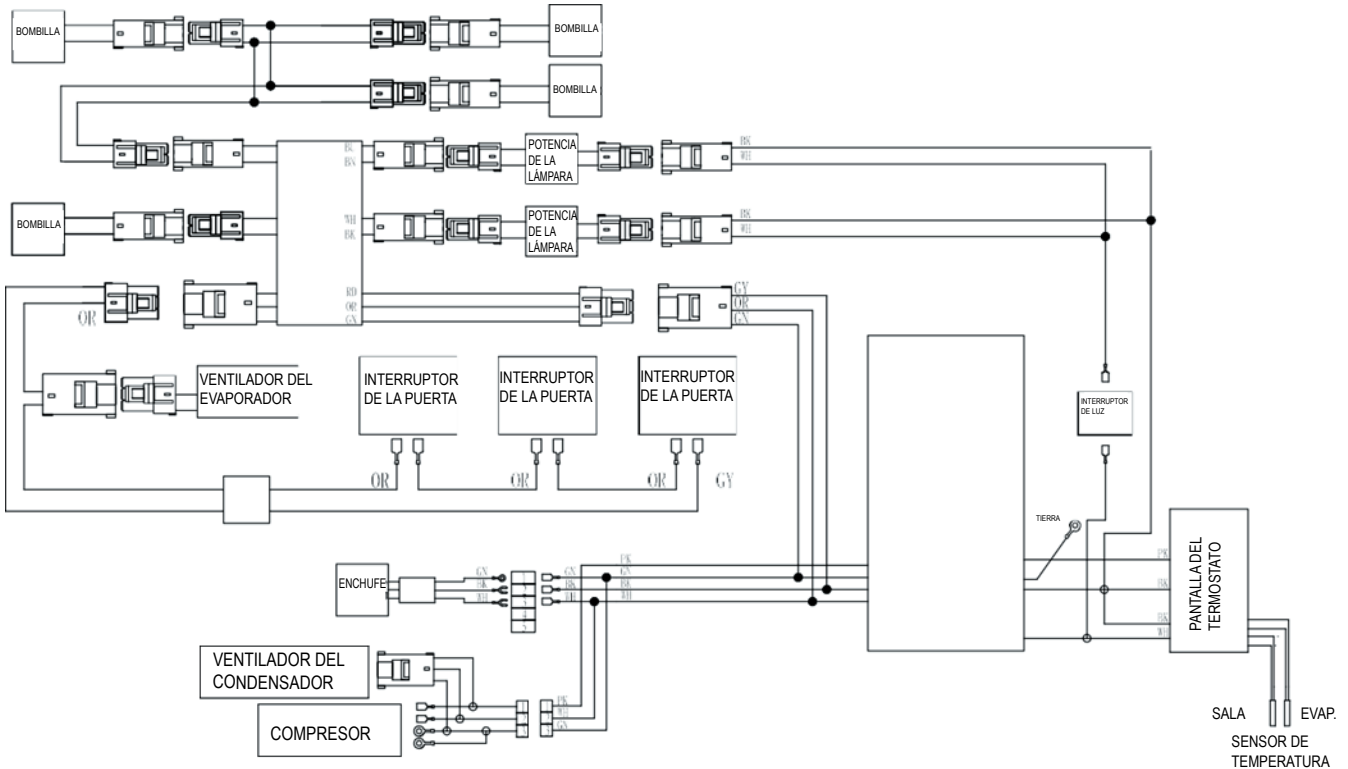 BOMBILLA
BOMBILLA
BOMBILLA
BL
BN
POTENCIA
DE LA
LÁMPARA
BK
WH
BOMBILLA
WH
BK
POTENCIA
DE LA
LÁMPARA
BK
WH
OR
RD
OR
GN
GY
OR
GN
VENTILADOR DEL
EVAPORADOR
INTERRUPTOR
DE LA PUERTA
INTERRUPTOR
DE LA PUERTA
INTERRUPTOR
DE LA PUERTA
INTERRUPTOR
DE LUZ
OR
OR
OR
GY
TIERRA
ENCHUFE
GN
BK
WH
PK
GN
BK
WH
PK
BK
BK
WH
PANTALLA DEL
TERMOSTATO
VENTILADOR DEL
CONDENSADOR
COMPRESOR
PK
WH
GN
SALA
EVAP.
SENSOR DE
TEMPERATURA